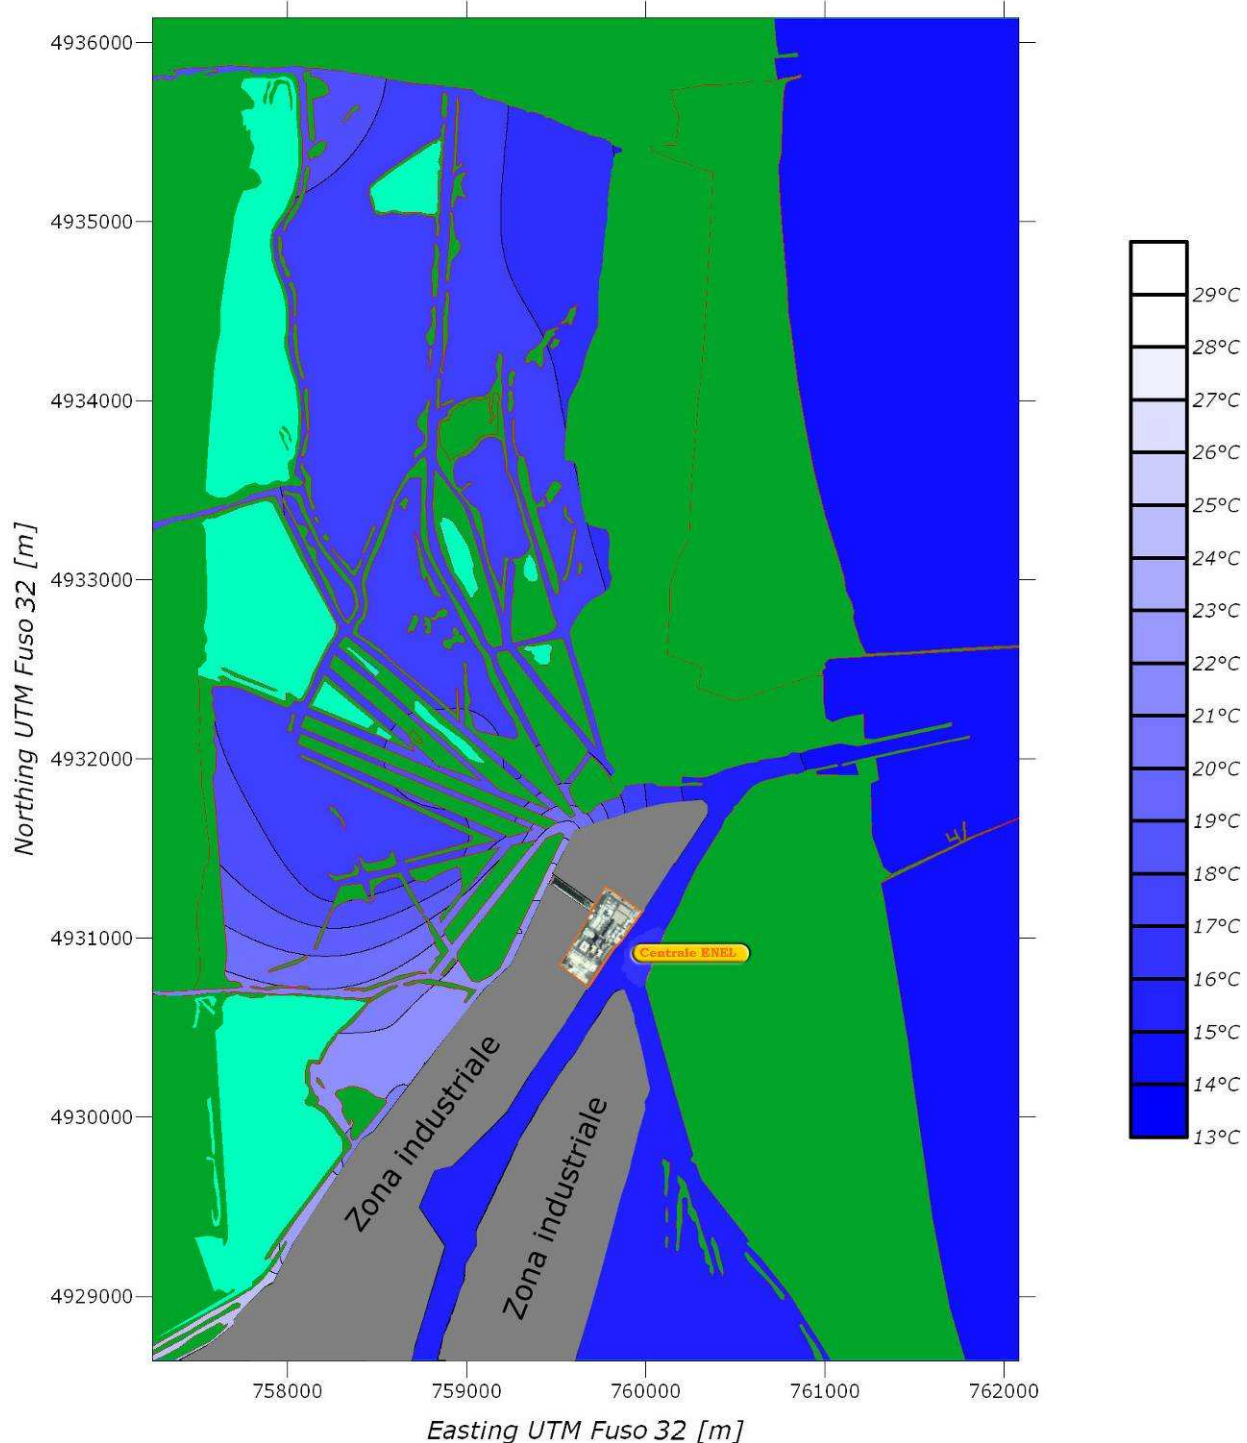 4936000
4935000
4934000
4933000
4932000
4931000
4930000
4929000
Northing UTM Fuso 32 [m]
758000 759000 760000 761000 762000
Easting UTM Fuso 32 [m]
Centrale ENEL
Zona industriale
Zona industriale
29°C
28°C
27°C
26°C
25°C
24°C
23°C
22°C
21°C
20°C
19°C
18°C
17°C
16°C
15°C
14°C
13°C